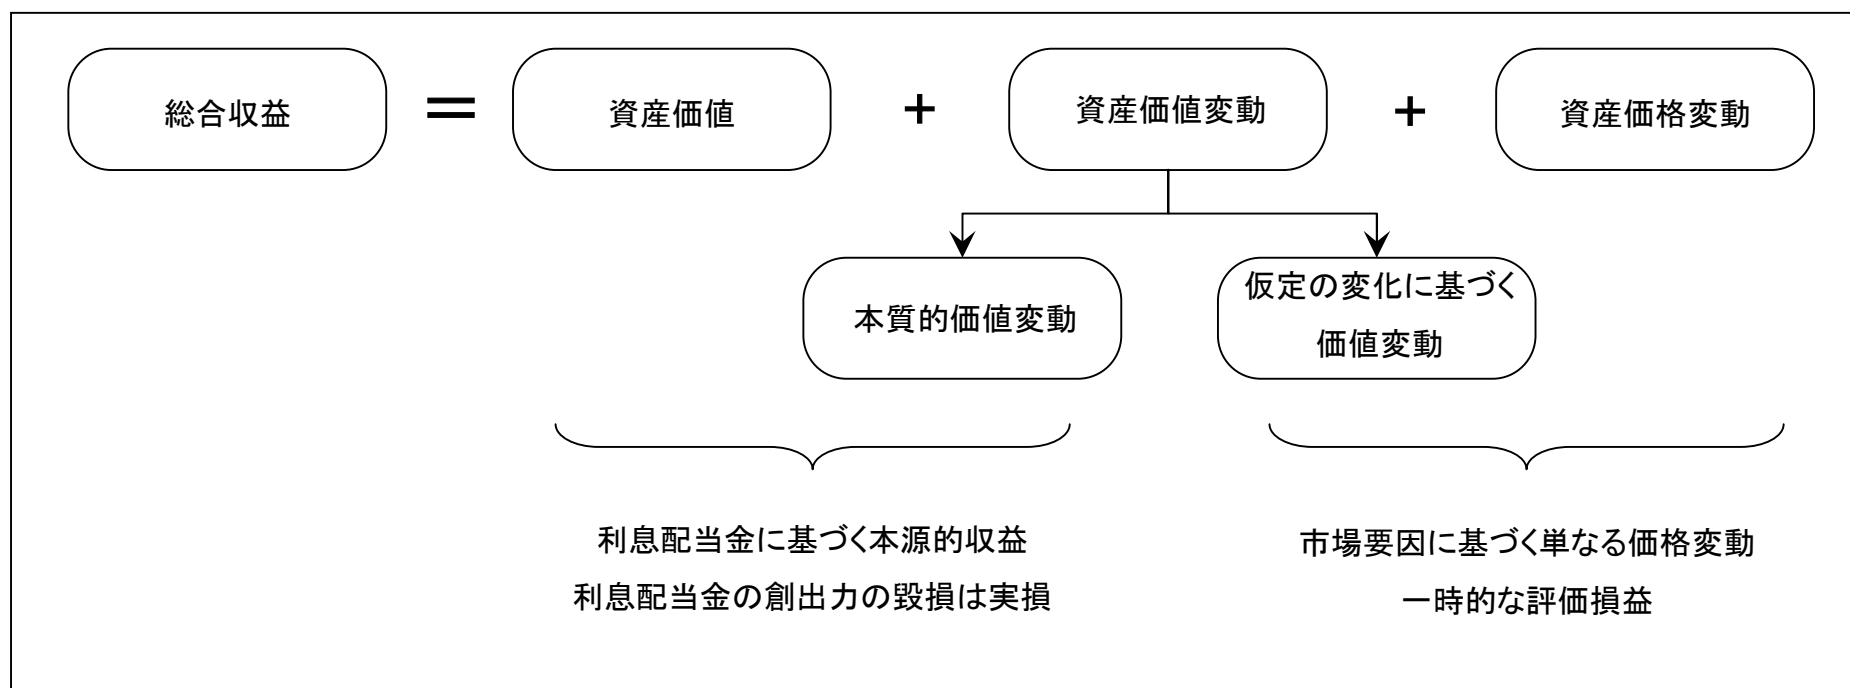 総合収益 = 資産価値 + 資産価値変動 + 資産価格変動
本質的価値変動
仮定の変化に基づく
価値変動
利息配当金に基づく本源的収益
利息配当金の創出力の毀損は実損
市場要因に基づく単なる価格変動
一時的な評価損益